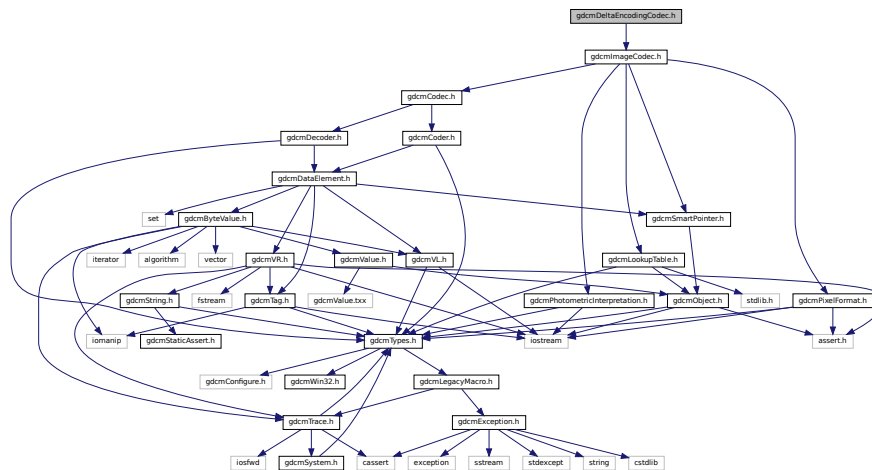 gdcmDeltaEncodingCodec.h
gdcmImageCodec.h
gdcmCodec.h
gdcmDecoder.h
gdcmCoder.h
gdcmDataElement.h
set
gdcmByteValue.h
gdcmSmartPointer.h
iterator
algorithm
vector
gdcmVR.h
gdcmValue.h
gdcmVL.h
gdcmLookupTable.h
gdcmString.h
fstream
gdcmTag.h
gdcmValue.txx
gdcmPhotometricInterpretation.h
gdcmObject.h
stdlib.h
gdcmPixelFormat.h
iomanip
gdcmStaticAssert.h
gdcmTypes.h
iostream
assert.h
gdcmConfigure.h
gdcmWin32.h
gdcmLegacyMacro.h
gdcmTrace.h
gdcmException.h
iosfwd
gdcmSystem.h
cassert
exception
sstream
stdexcept
string
cstdlib